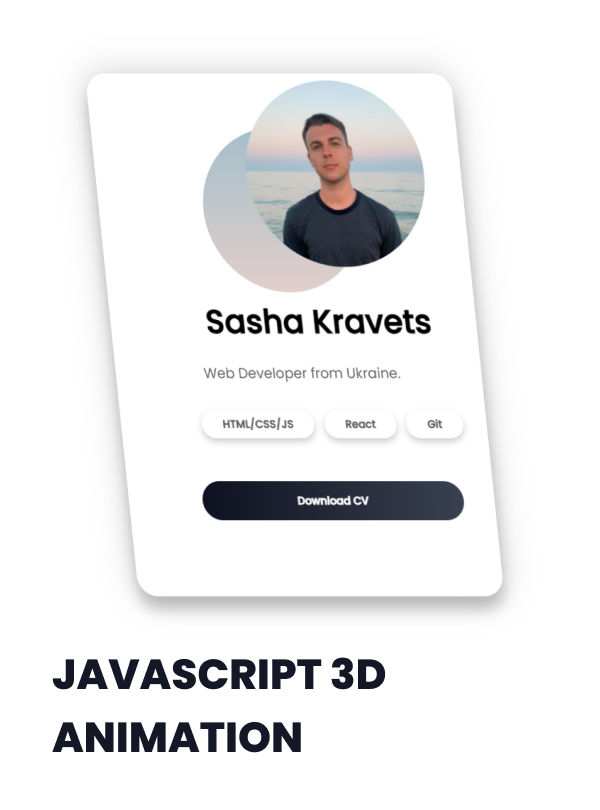 Sasha Kravets
Web Developer from Ukraine.
HTML/CSS/JS React Git
Download CV
JAVASCRIPT 3D
ANIMATION